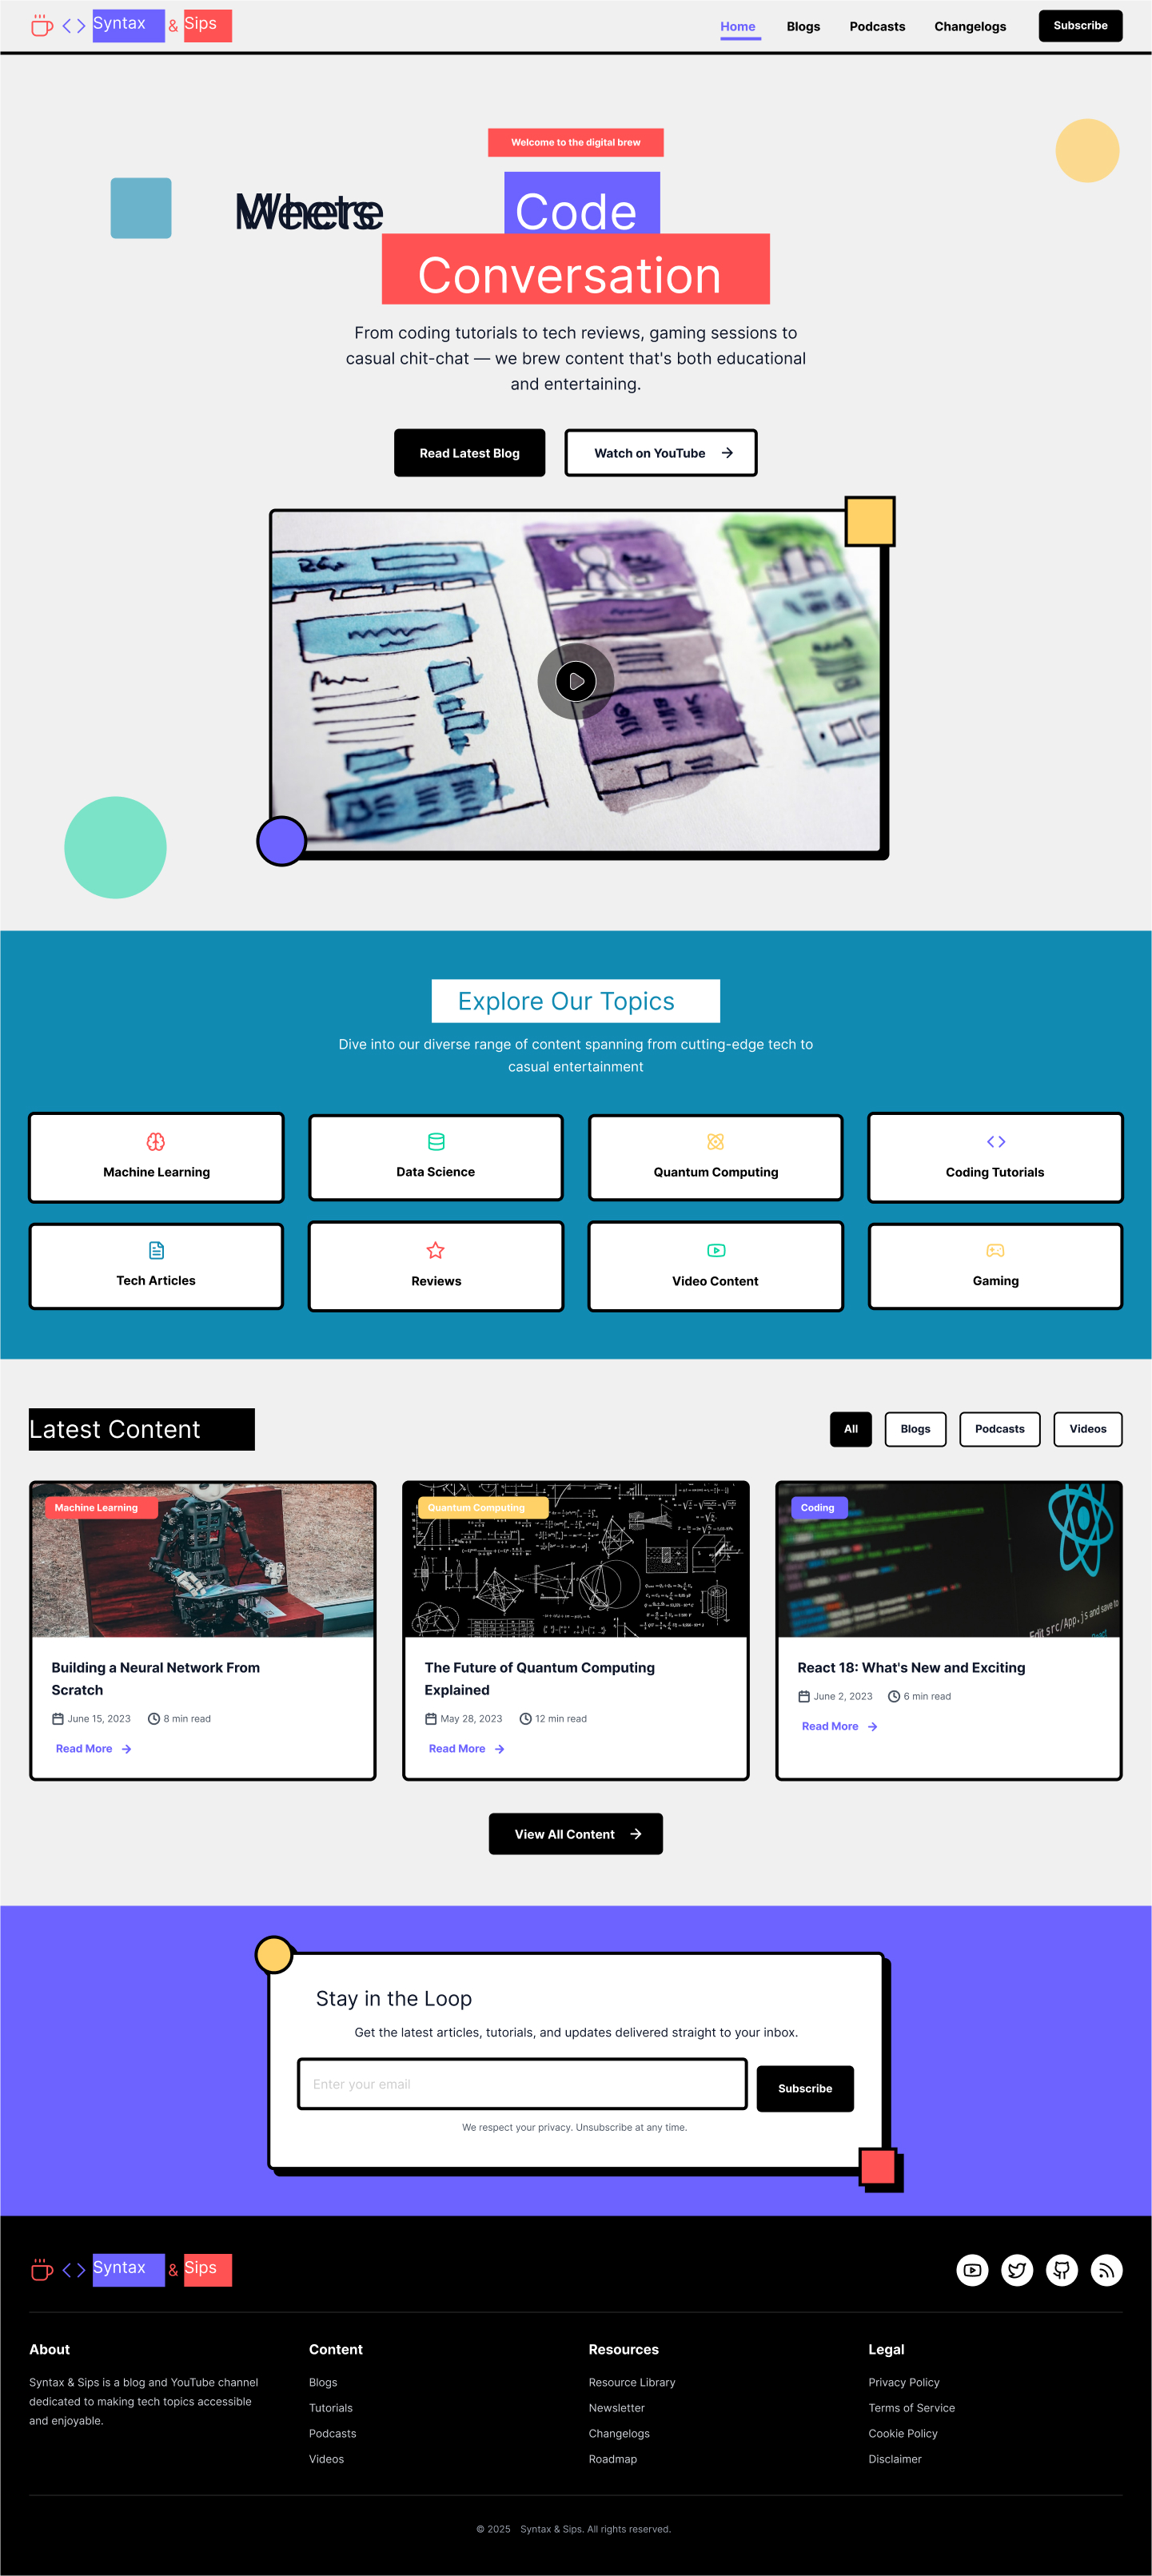 Syntax & Sips
Home Blogs Podcasts Changelogs Subscribe
Welcome to the digital brew
Where Code
Meets
Conversation
From coding tutorials to tech reviews, gaming sessions to
casual chit-chat — we brew content that's both educational
and entertaining.
Read Latest Blog Watch on YouTube
Explore Our Topics
Dive into our diverse range of content spanning from cutting-edge tech to
casual entertainment
Machine Learning Data Science Quantum Computing Coding Tutorials
Tech Articles Reviews Video Content Gaming
Latest Content
All Blogs Podcasts Videos
Machine Learning
Quantum Computing
Coding
Edit src/App.js and save to
React
Building a Neural Network From
Scratch
June 15, 2023 8 min read
Read More
The Future of Quantum Computing
Explained
May 28, 2023 12 min read
Read More
React 18: What's New and Exciting
June 2, 2023 6 min read
Read More
View All Content
Stay in the Loop
Get the latest articles, tutorials, and updates delivered straight to your inbox.
Enter your email Subscribe
We respect your privacy. Unsubscribe at any time.
Syntax & Sips
About
Syntax & Sips is a blog and YouTube channel
dedicated to making tech topics accessible
and enjoyable.
Content
Blogs
Tutorials
Podcasts
Videos
Resources
Resource Library
Newsletter
Changelogs
Roadmap
Legal
Privacy Policy
Terms of Service
Cookie Policy
Disclaimer
© 2025 Syntax & Sips. All rights reserved.